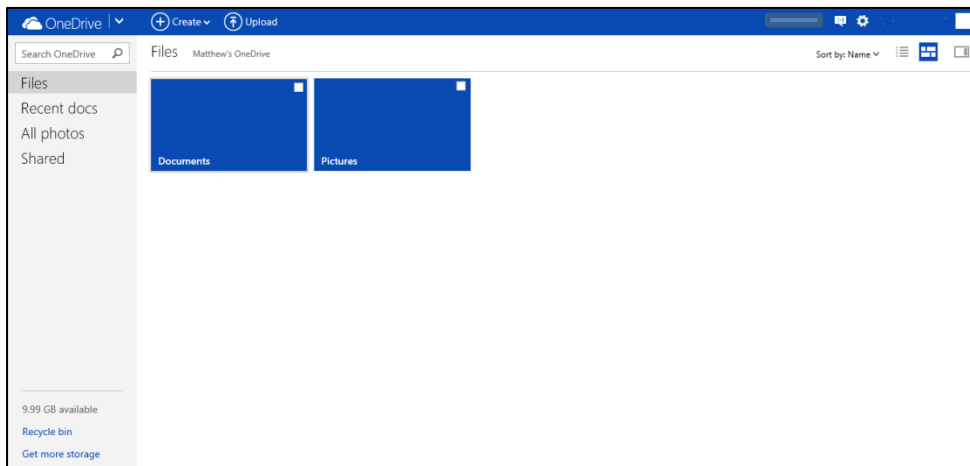 OneDrive Create Upload
Search OneDrive Files Matthew's OneDrive Sort by: Name
Files
Recent docs
All photos
Shared
Documents Pictures
9.99 GB available
Recycle bin
Get more storage